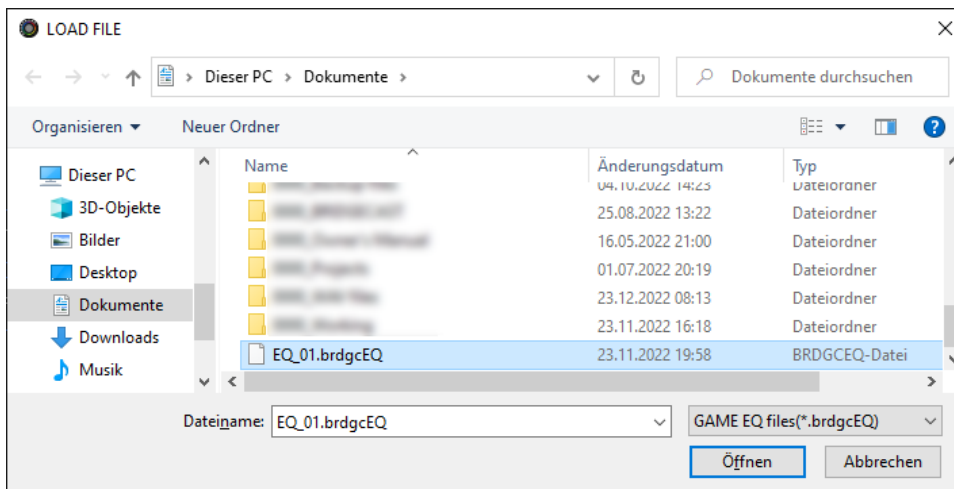 LOAD FILE
Dieser PC Dokumente
Dokumente durchsuchen
Organisieren Neuer Ordner
Name Änderungsdatum Typ
Dieser PC
3D-Objekte
Bilder
Desktop
Dokumente
Downloads
Musik
04.10.2022 14:23 Dateiordner
25.08.2022 13:22 Dateiordner
16.05.2022 21:00 Dateiordner
01.07.2022 20:19 Dateiordner
23.12.2022 08:13 Dateiordner
23.11.2022 16:18 Dateiordner
EQ_01.brdgcEQ 23.11.2022 19:58 BRDGCEQ-Datei
Dateiname: EQ_01.brdgcEQ GAME EQ files(*.brdgcEQ)
Öffnen Abbrechen